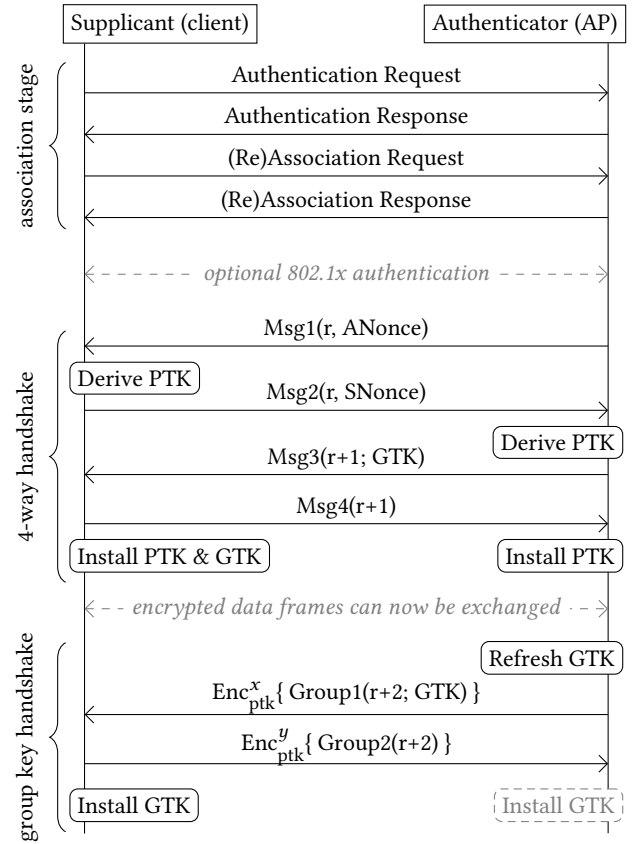 Supplicant (client)
Authenticator (AP)
association stage
Authentication Request
Authentication Response
(Re)Association Request
(Re)Association Response
optional 802.1x authentication
4-way handshake
Msg1(r, ANonce)
Derive PTK
Msg2(r, SNonce)
Derive PTK
Msg3(r+1; GTK)
Msg4(r+1)
Install PTK & GTK
Install PTK
encrypted data frames can now be exchanged
group key handshake
Refresh GTK
Enc^x_ptk{ Group1(r+2; GTK) }
Enc^y_ptk{ Group2(r+2) }
Install GTK
Install GTK